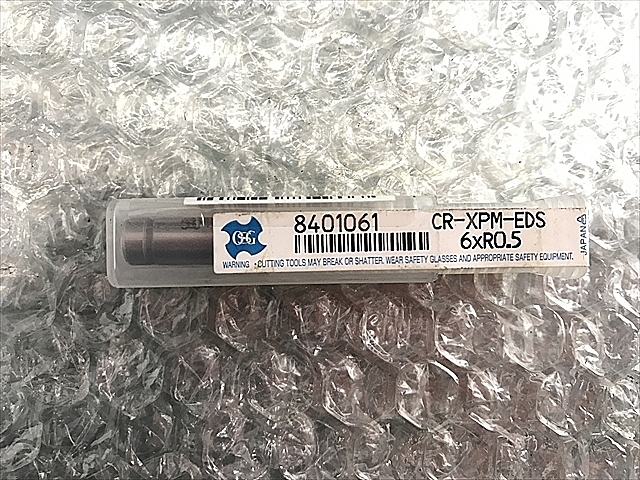 8401061 CR-XPM-EDS
6xR0.5
OSG
WARNING · CUTTING TOOLS MAY BREAK OR SHATTER. WEAR SAFETY GLASSES AND APPROPRIATE SAFETY EQUIPMENT.
JAPAN